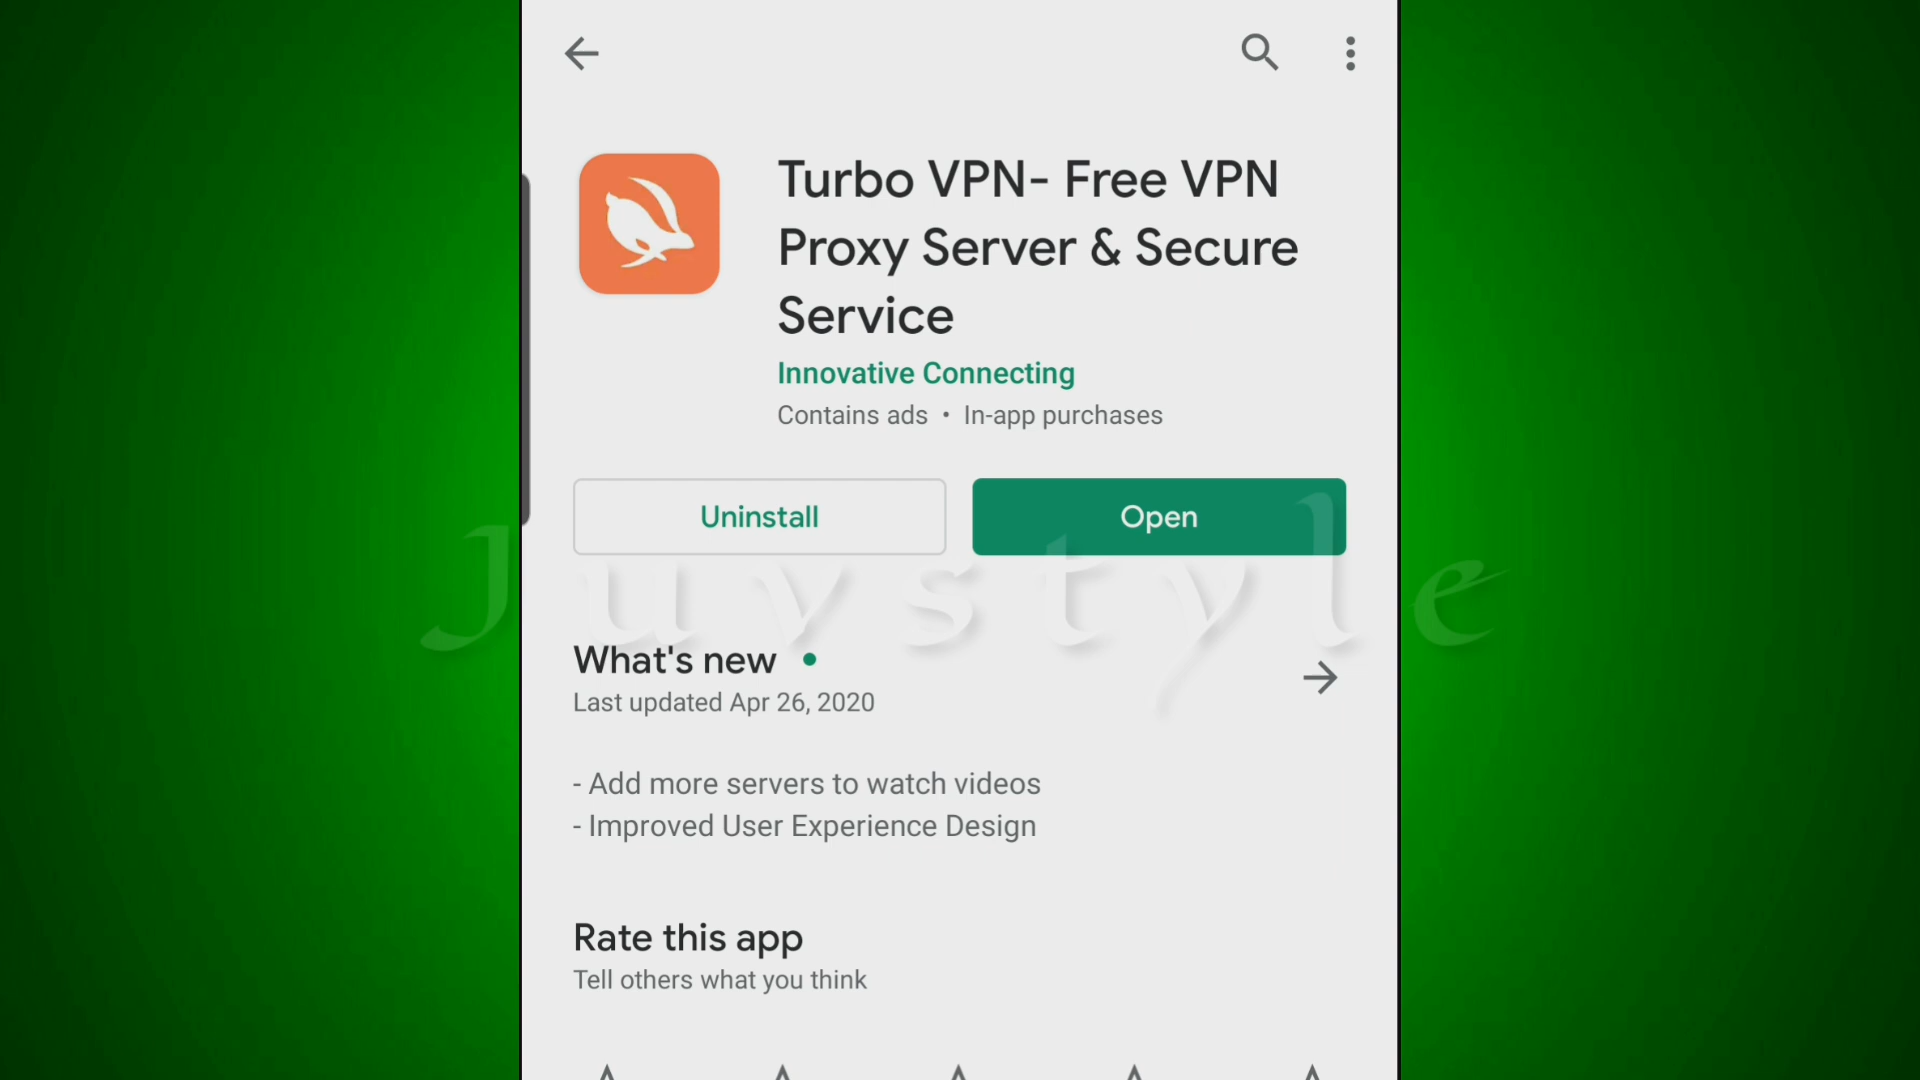 Turbo VPN- Free VPN
Proxy Server & Secure
Service
Innovative Connecting
Contains ads • In-app purchases
Uninstall
Open
Juvstyle
What's new •
Last updated Apr 26, 2020
- Add more servers to watch videos
- Improved User Experience Design
Rate this app
Tell others what you think